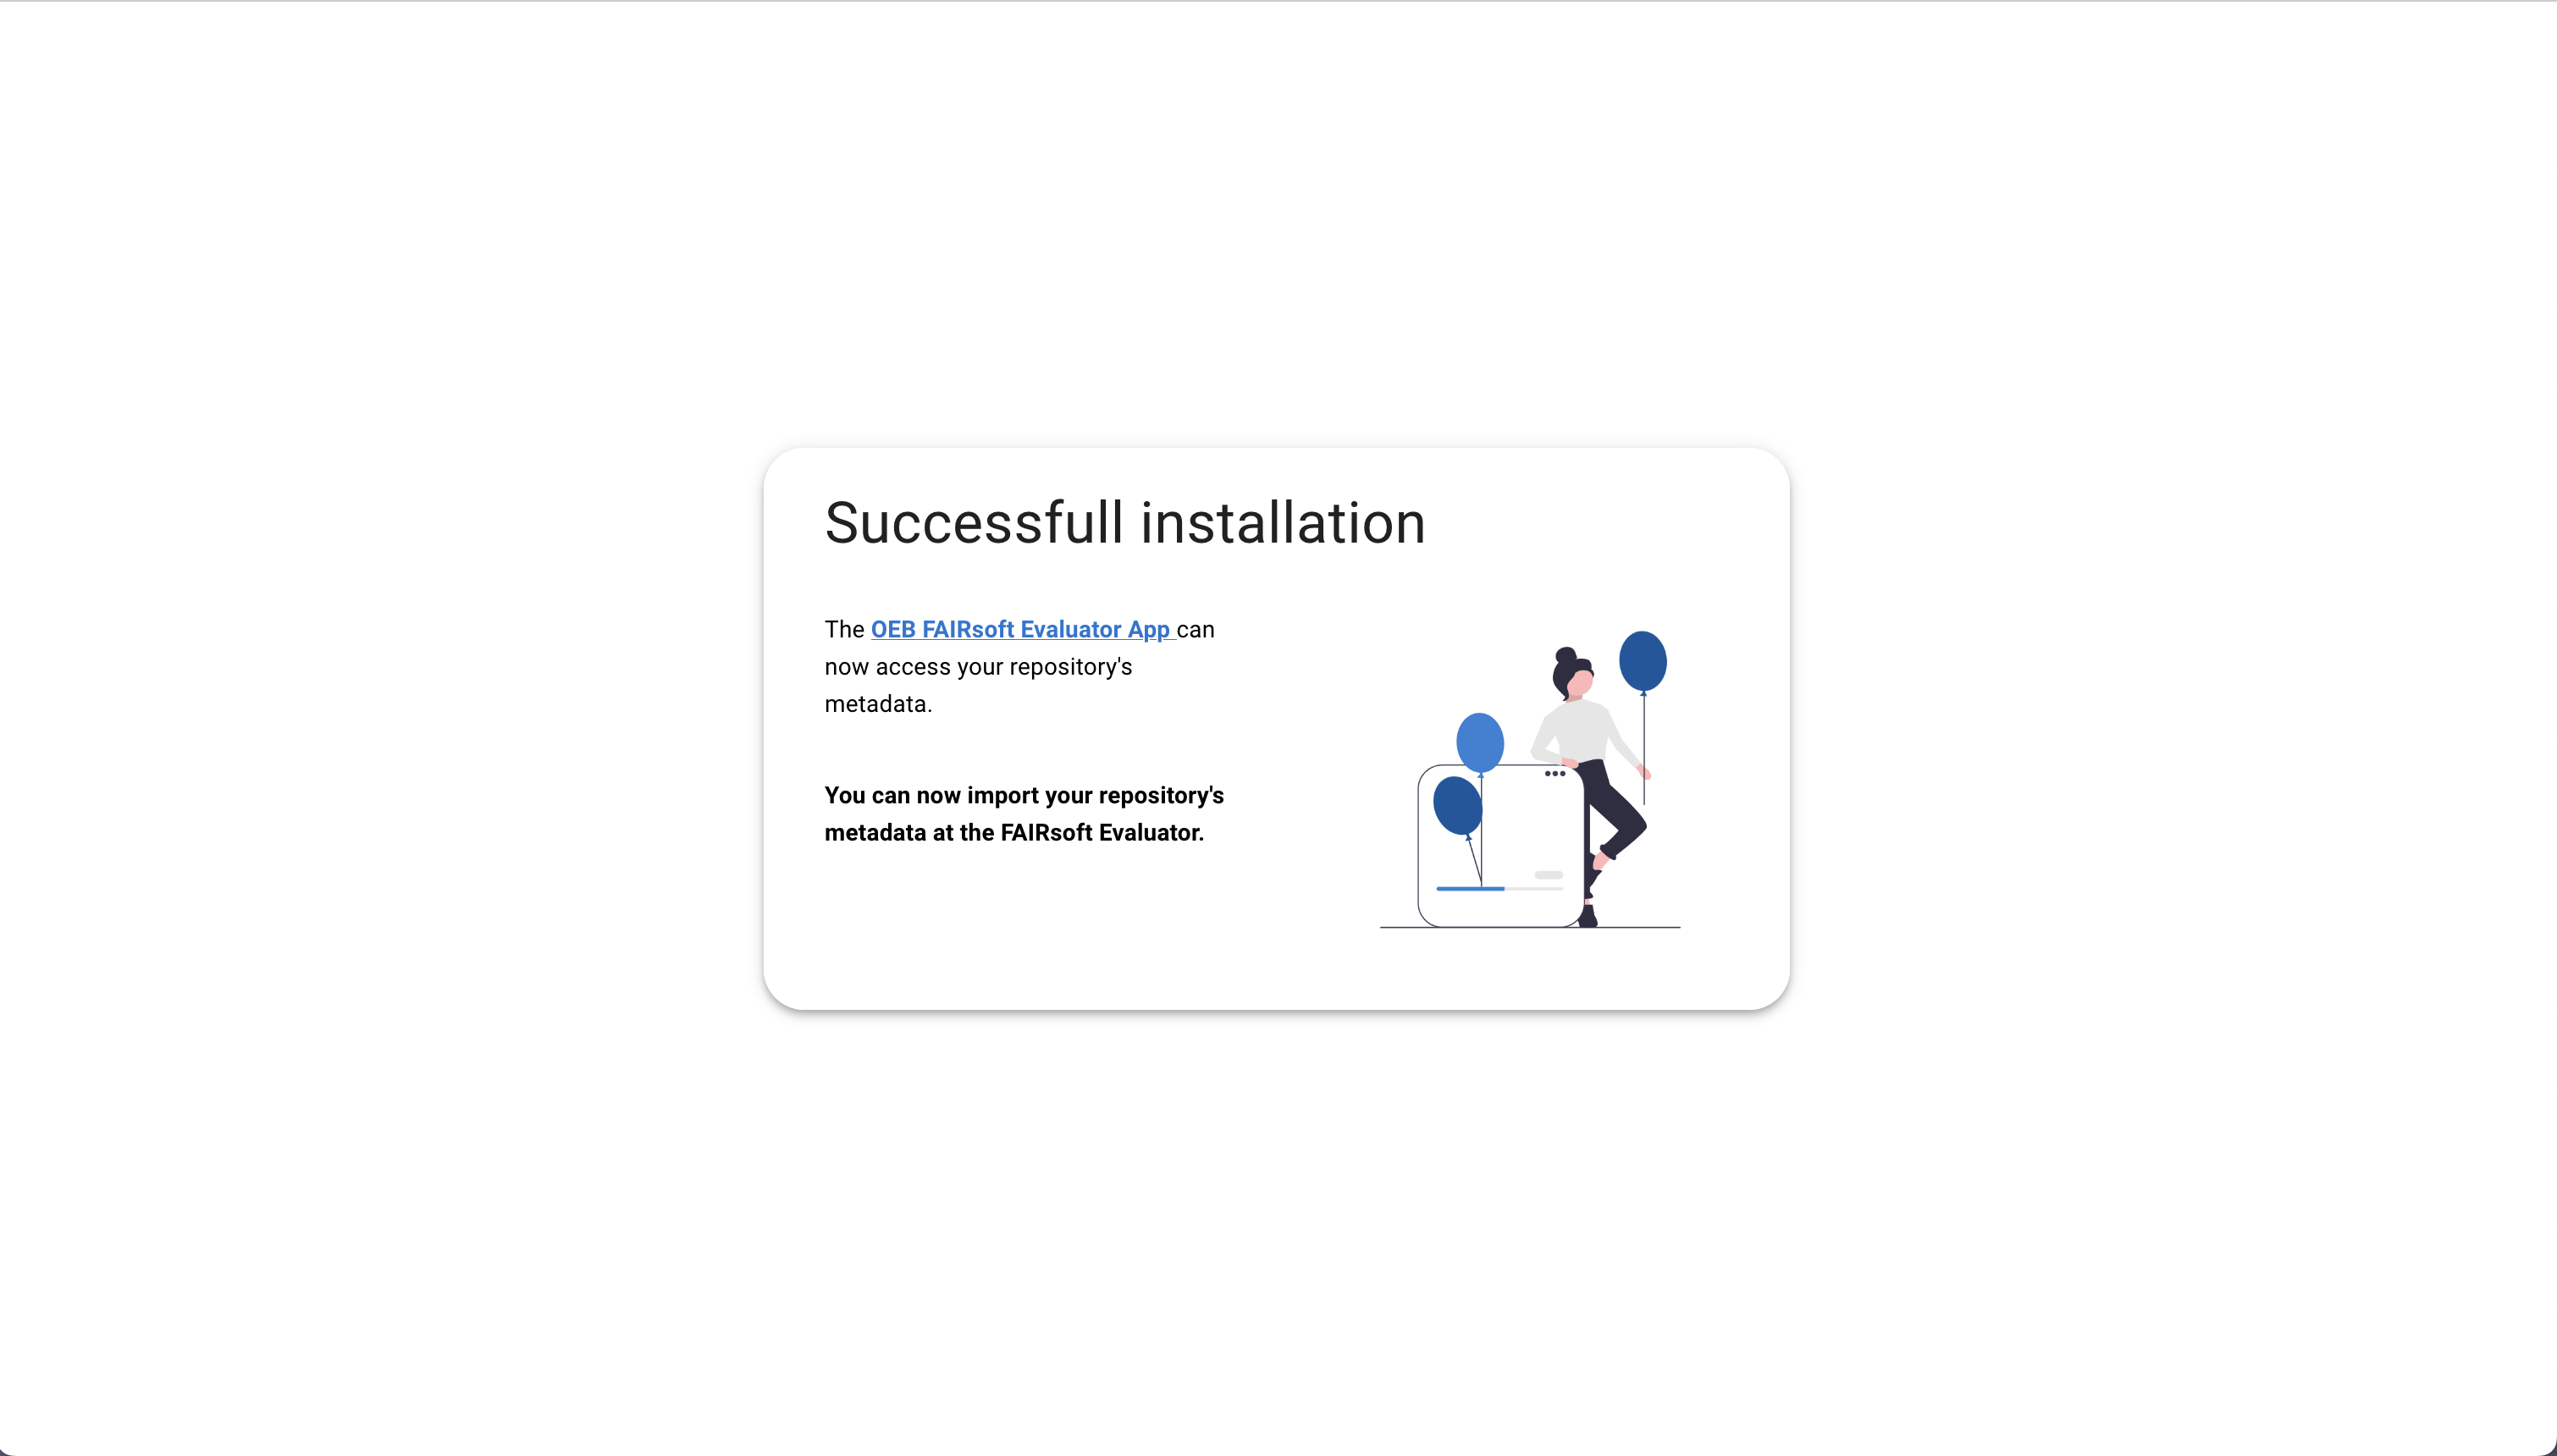 Successfull installation
The OEB FAIRsoft Evaluator App can
now access your repository's
metadata.
You can now import your repository's
metadata at the FAIRsoft Evaluator.